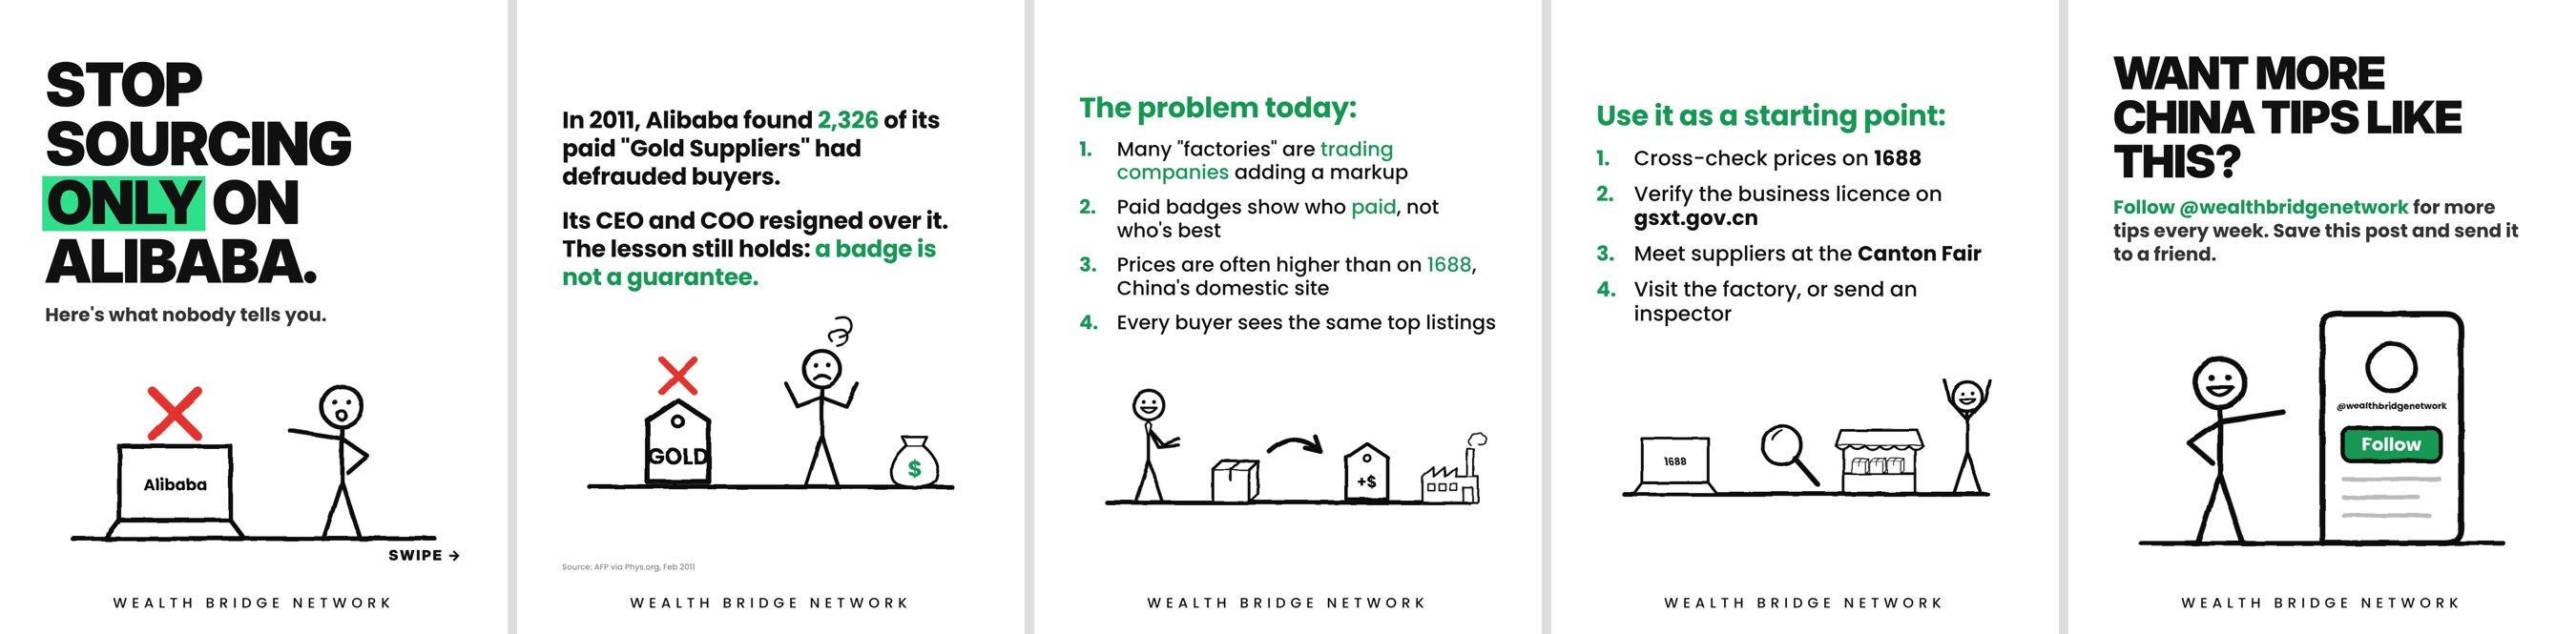 STOP
SOURCING
ONLY ON
ALIBABA.
Here's what nobody tells you.
Alibaba
SWIPE →
WEALTH BRIDGE NETWORK
In 2011, Alibaba found 2,326 of its
paid "Gold Suppliers" had
defrauded buyers.
Its CEO and COO resigned over it.
The lesson still holds: a badge is
not a guarantee.
GOLD
$
Source: AFP via Phys.org, Feb 2011
WEALTH BRIDGE NETWORK
The problem today:
1. Many "factories" are trading
companies adding a markup
2. Paid badges show who paid, not
who's best
3. Prices are often higher than on 1688,
China's domestic site
4. Every buyer sees the same top listings
+$
WEALTH BRIDGE NETWORK
Use it as a starting point:
1. Cross-check prices on 1688
2. Verify the business licence on
gsxt.gov.cn
3. Meet suppliers at the Canton Fair
4. Visit the factory, or send an
inspector
1688
WEALTH BRIDGE NETWORK
WANT MORE
CHINA TIPS LIKE
THIS?
Follow @wealthbridgenetwork for more
tips every week. Save this post and send it
to a friend.
@wealthbridgenetwork
Follow
WEALTH BRIDGE NETWORK